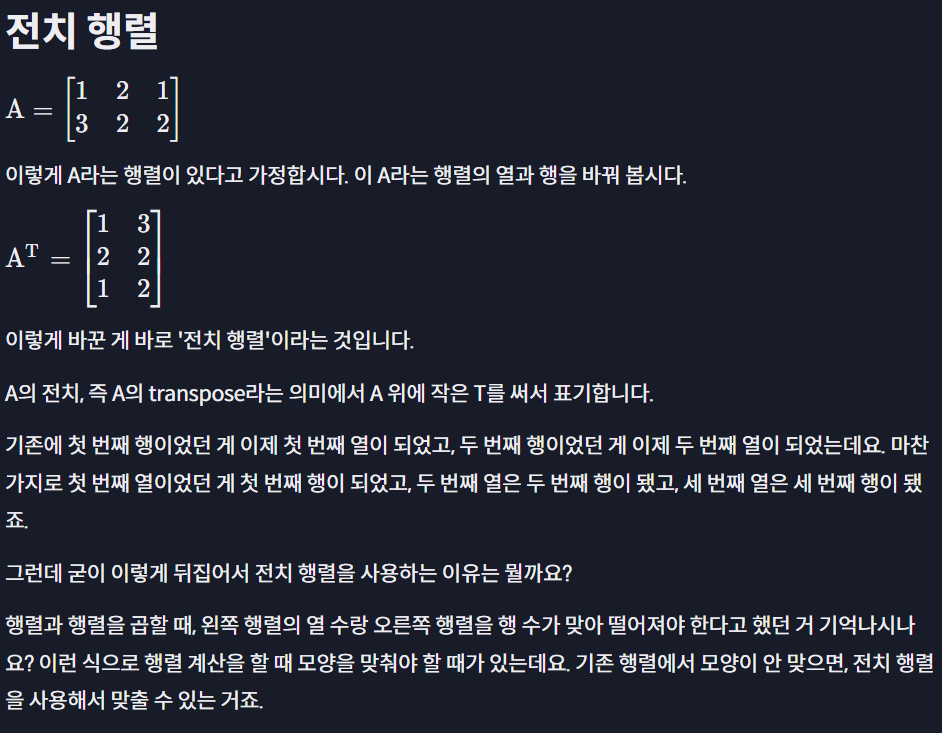 전치 행렬
A = [1 2 1
3 2 2]
이렇게 A라는 행렬이 있다고 가정합시다. 이 A라는 행렬의 열과 행을 바꿔 봅시다.
Aᵀ = [1 3
2 2
1 2]
이렇게 바꾼 게 바로 '전치 행렬'이라는 것입니다.
A의 전치, 즉 A의 transpose라는 의미에서 A 위에 작은 T를 써서 표기합니다.
기존에 첫 번째 행이었던 게 이제 첫 번째 열이 되었고, 두 번째 행이었던 게 이제 두 번째 열이 되었는데요. 마찬
가지로 첫 번째 열이었던 게 첫 번째 행이 되었고, 두 번째 열은 두 번째 행이 됐고, 세 번째 열은 세 번째 행이 됐
죠.
그런데 굳이 이렇게 뒤집어서 전치 행렬을 사용하는 이유는 뭘까요?
행렬과 행렬을 곱할 때, 왼쪽 행렬의 열 수랑 오른쪽 행렬을 행 수가 맞아 떨어져야 한다고 했던 거 기억나시나
요? 이런 식으로 행렬 계산을 할 때 모양을 맞춰야 할 때가 있는데요. 기존 행렬에서 모양이 안 맞으면, 전치 행렬
을 사용해서 맞출 수 있는 거죠.